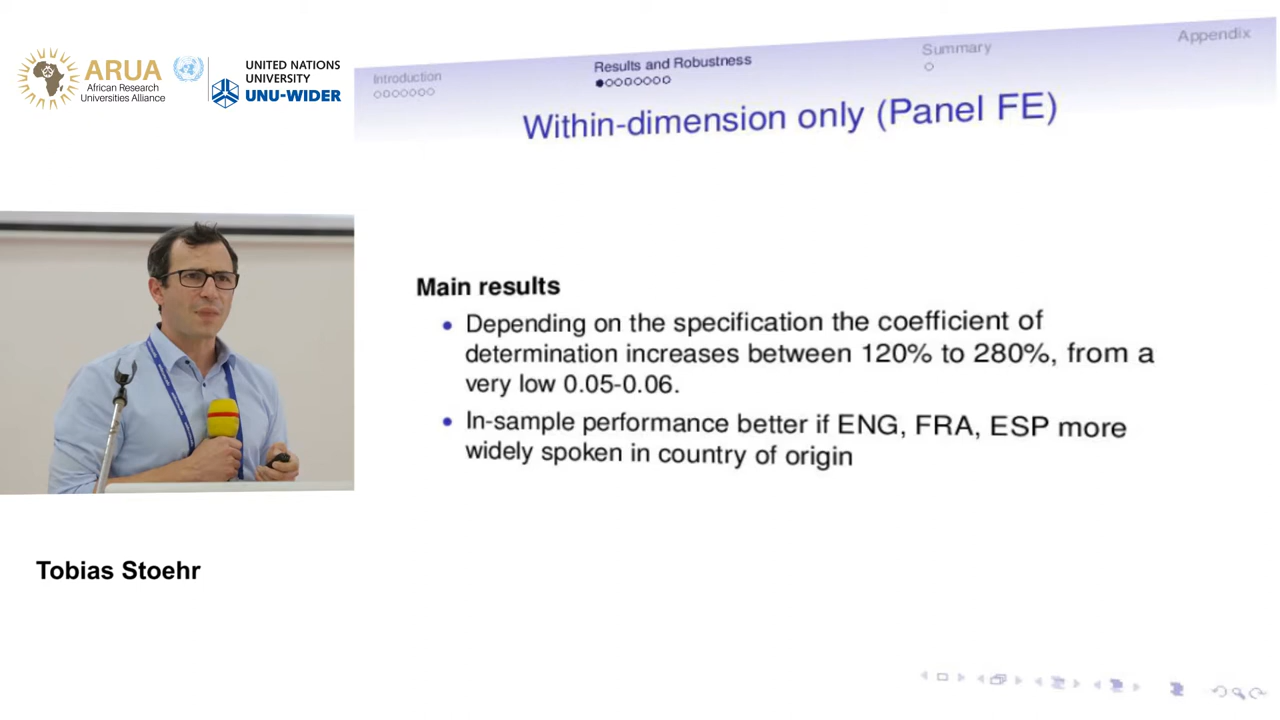 ARUA
African Research
Universities Alliance
UNITED NATIONS
UNIVERSITY
UNU-WIDER
Introduction
Results and Robustness
Summary
Appendix
Within-dimension only (Panel FE)
Main results
Depending on the specification the coefficient of
determination increases between 120% to 280%, from a
very low 0.05-0.06.
In-sample performance better if ENG, FRA, ESP more
widely spoken in country of origin
Tobias Stoehr